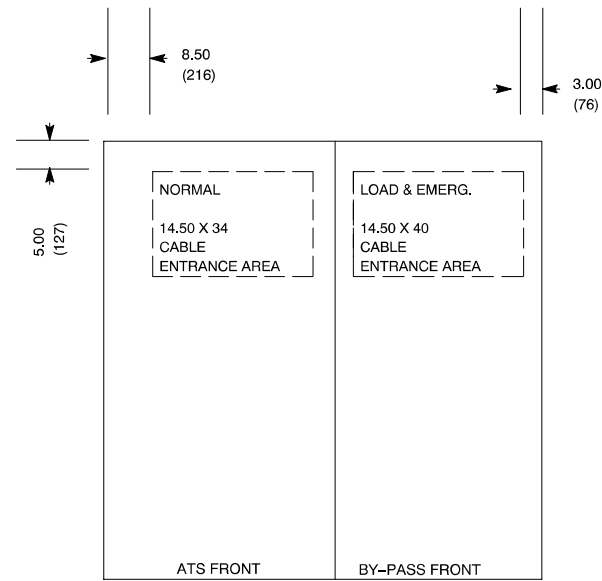 8.50
(216)
3.00
(76)
5.00
(127)
NORMAL
14.50 X 34
CABLE
ENTRANCE AREA
LOAD & EMERG.
14.50 X 40
CABLE
ENTRANCE AREA
ATS FRONT
BY-PASS FRONT